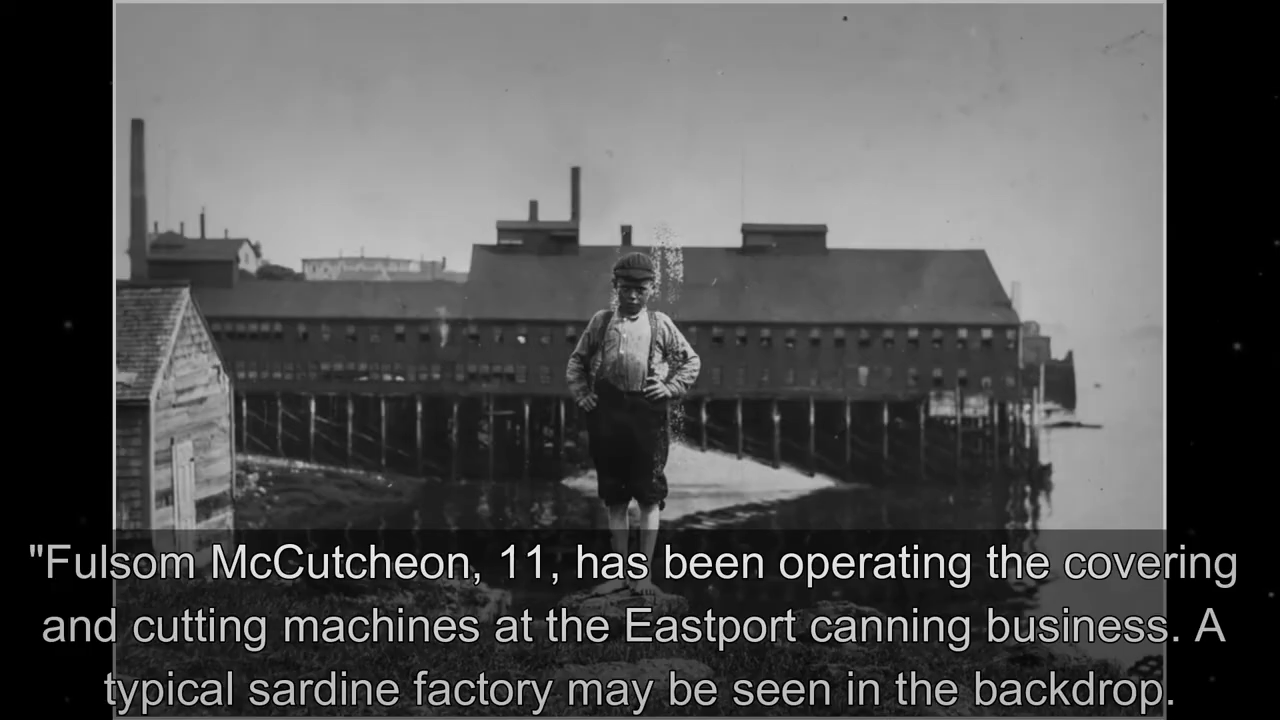 "Fulsom McCutcheon, 11, has been operating the covering
and cutting machines at the Eastport canning business. A
typical sardine factory may be seen in the backdrop.